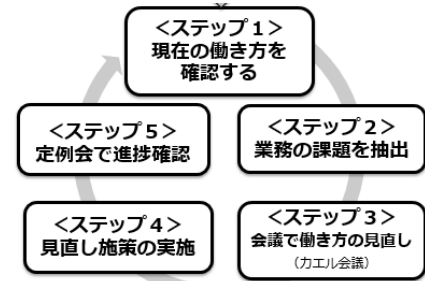 ＜ステップ１＞
現在の働き方を
確認する
＜ステップ２＞
業務の課題を抽出
＜ステップ３＞
会議で働き方の見直し
（カエル会議）
＜ステップ４＞
見直し施策の実施
＜ステップ５＞
定例会で進捗確認